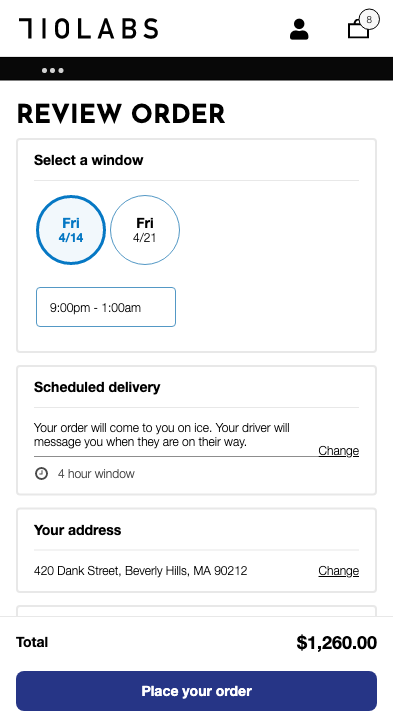 710LABS
8
REVIEW ORDER
Select a window
Fri
4/14
Fri
4/21
9:00pm - 1:00am
Scheduled delivery
Your order will come to you on ice. Your driver will
message you when they are on their way.
Change
4 hour window
Your address
420 Dank Street, Beverly Hills, MA 90212
Change
Total
$1,260.00
Place your order